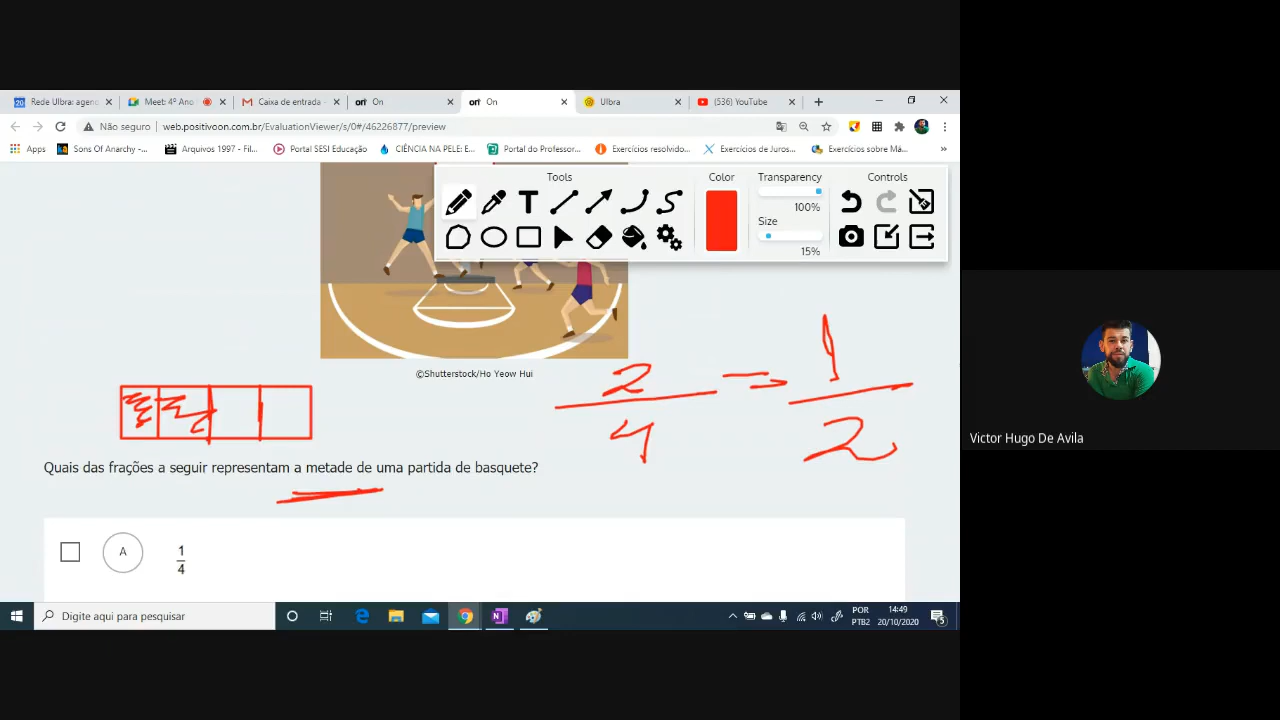 Rede Ulbra: agen
Meet: 4º Ano
Caixa de entrada -
On
On
Ulbra
(536) YouTube
Não seguro
web.positivoon.com.br/EvaluationViewer/s/0#/46226877/preview
Apps
Sons Of Anarchy -...
Arquivos 1997 - Fil...
Portal SESI Educação
CIÊNCIA NA PELE: E...
Portal do Professor...
Exercícios resolvido...
Exercícios de Juros...
Exercícios sobre Má...
»
Tools
Color
Transparency
Controls
100%
Size
15%
©Shutterstock/Ho Yeow Hui
2
4
=
1
2
Quais das frações a seguir representam a metade de uma partida de basquete?
A
1
4
Victor Hugo De Avila
Digite aqui para pesquisar
POR
PTB2
14:49
20/10/2020
5